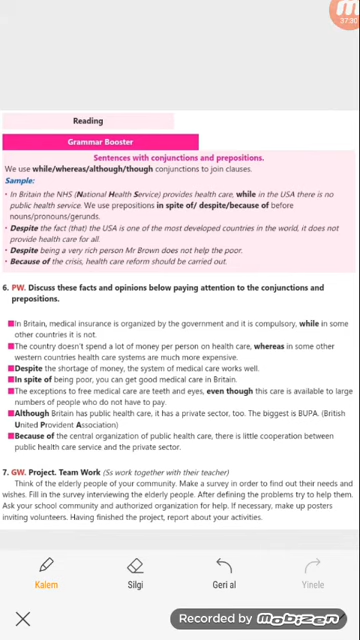 37:30
Reading
Grammar Booster
Sentences with conjunctions and prepositions.
We use while/whereas/although/though conjunctions to join clauses.
Sample:
• In Britain the NHS (National Health Service) provides health care, while in the USA there is no
public health service. We use prepositions in spite of/ despite/because of before
nouns/pronouns/gerunds.
• Despite the fact (that) the USA is one of the most developed countries in the world, it does not
provide health care for all.
• Despite being a very rich person Mr Brown does not help the poor.
• Because of the crisis, health care reform should be carried out.
6. PW. Discuss these facts and opinions below paying attention to the conjunctions and
prepositions.
In Britain, medical insurance is organized by the government and it is compulsory, while in some
other countries it is not.
The country doesn't spend a lot of money per person on health care, whereas in some other
western countries health care systems are much more expensive.
Despite the shortage of money, the system of medical care works well.
In spite of being poor, you can get good medical care in Britain.
The exceptions to free medical care are teeth and eyes, even though this care is available to large
numbers of people who do not have to pay.
Although Britain has public health care, it has a private sector, too. The biggest is BUPA. (British
United Provident Association)
Because of the central organization of public health care, there is little cooperation between
public health care service and the private sector.
7. GW. Project. Team Work (Ss work together with their teacher)
Think of the elderly people of your community. Make a survey in order to find out their needs and
wishes. Fill in the survey interviewing the elderly people. After defining the problems try to help them.
Ask your school community and authorized organization for help. If necessary, make up posters
inviting volunteers. Having finished the project, report about your activities.
Kalem
Silgi
Geri al
Yinele
Recorded by Mobizen